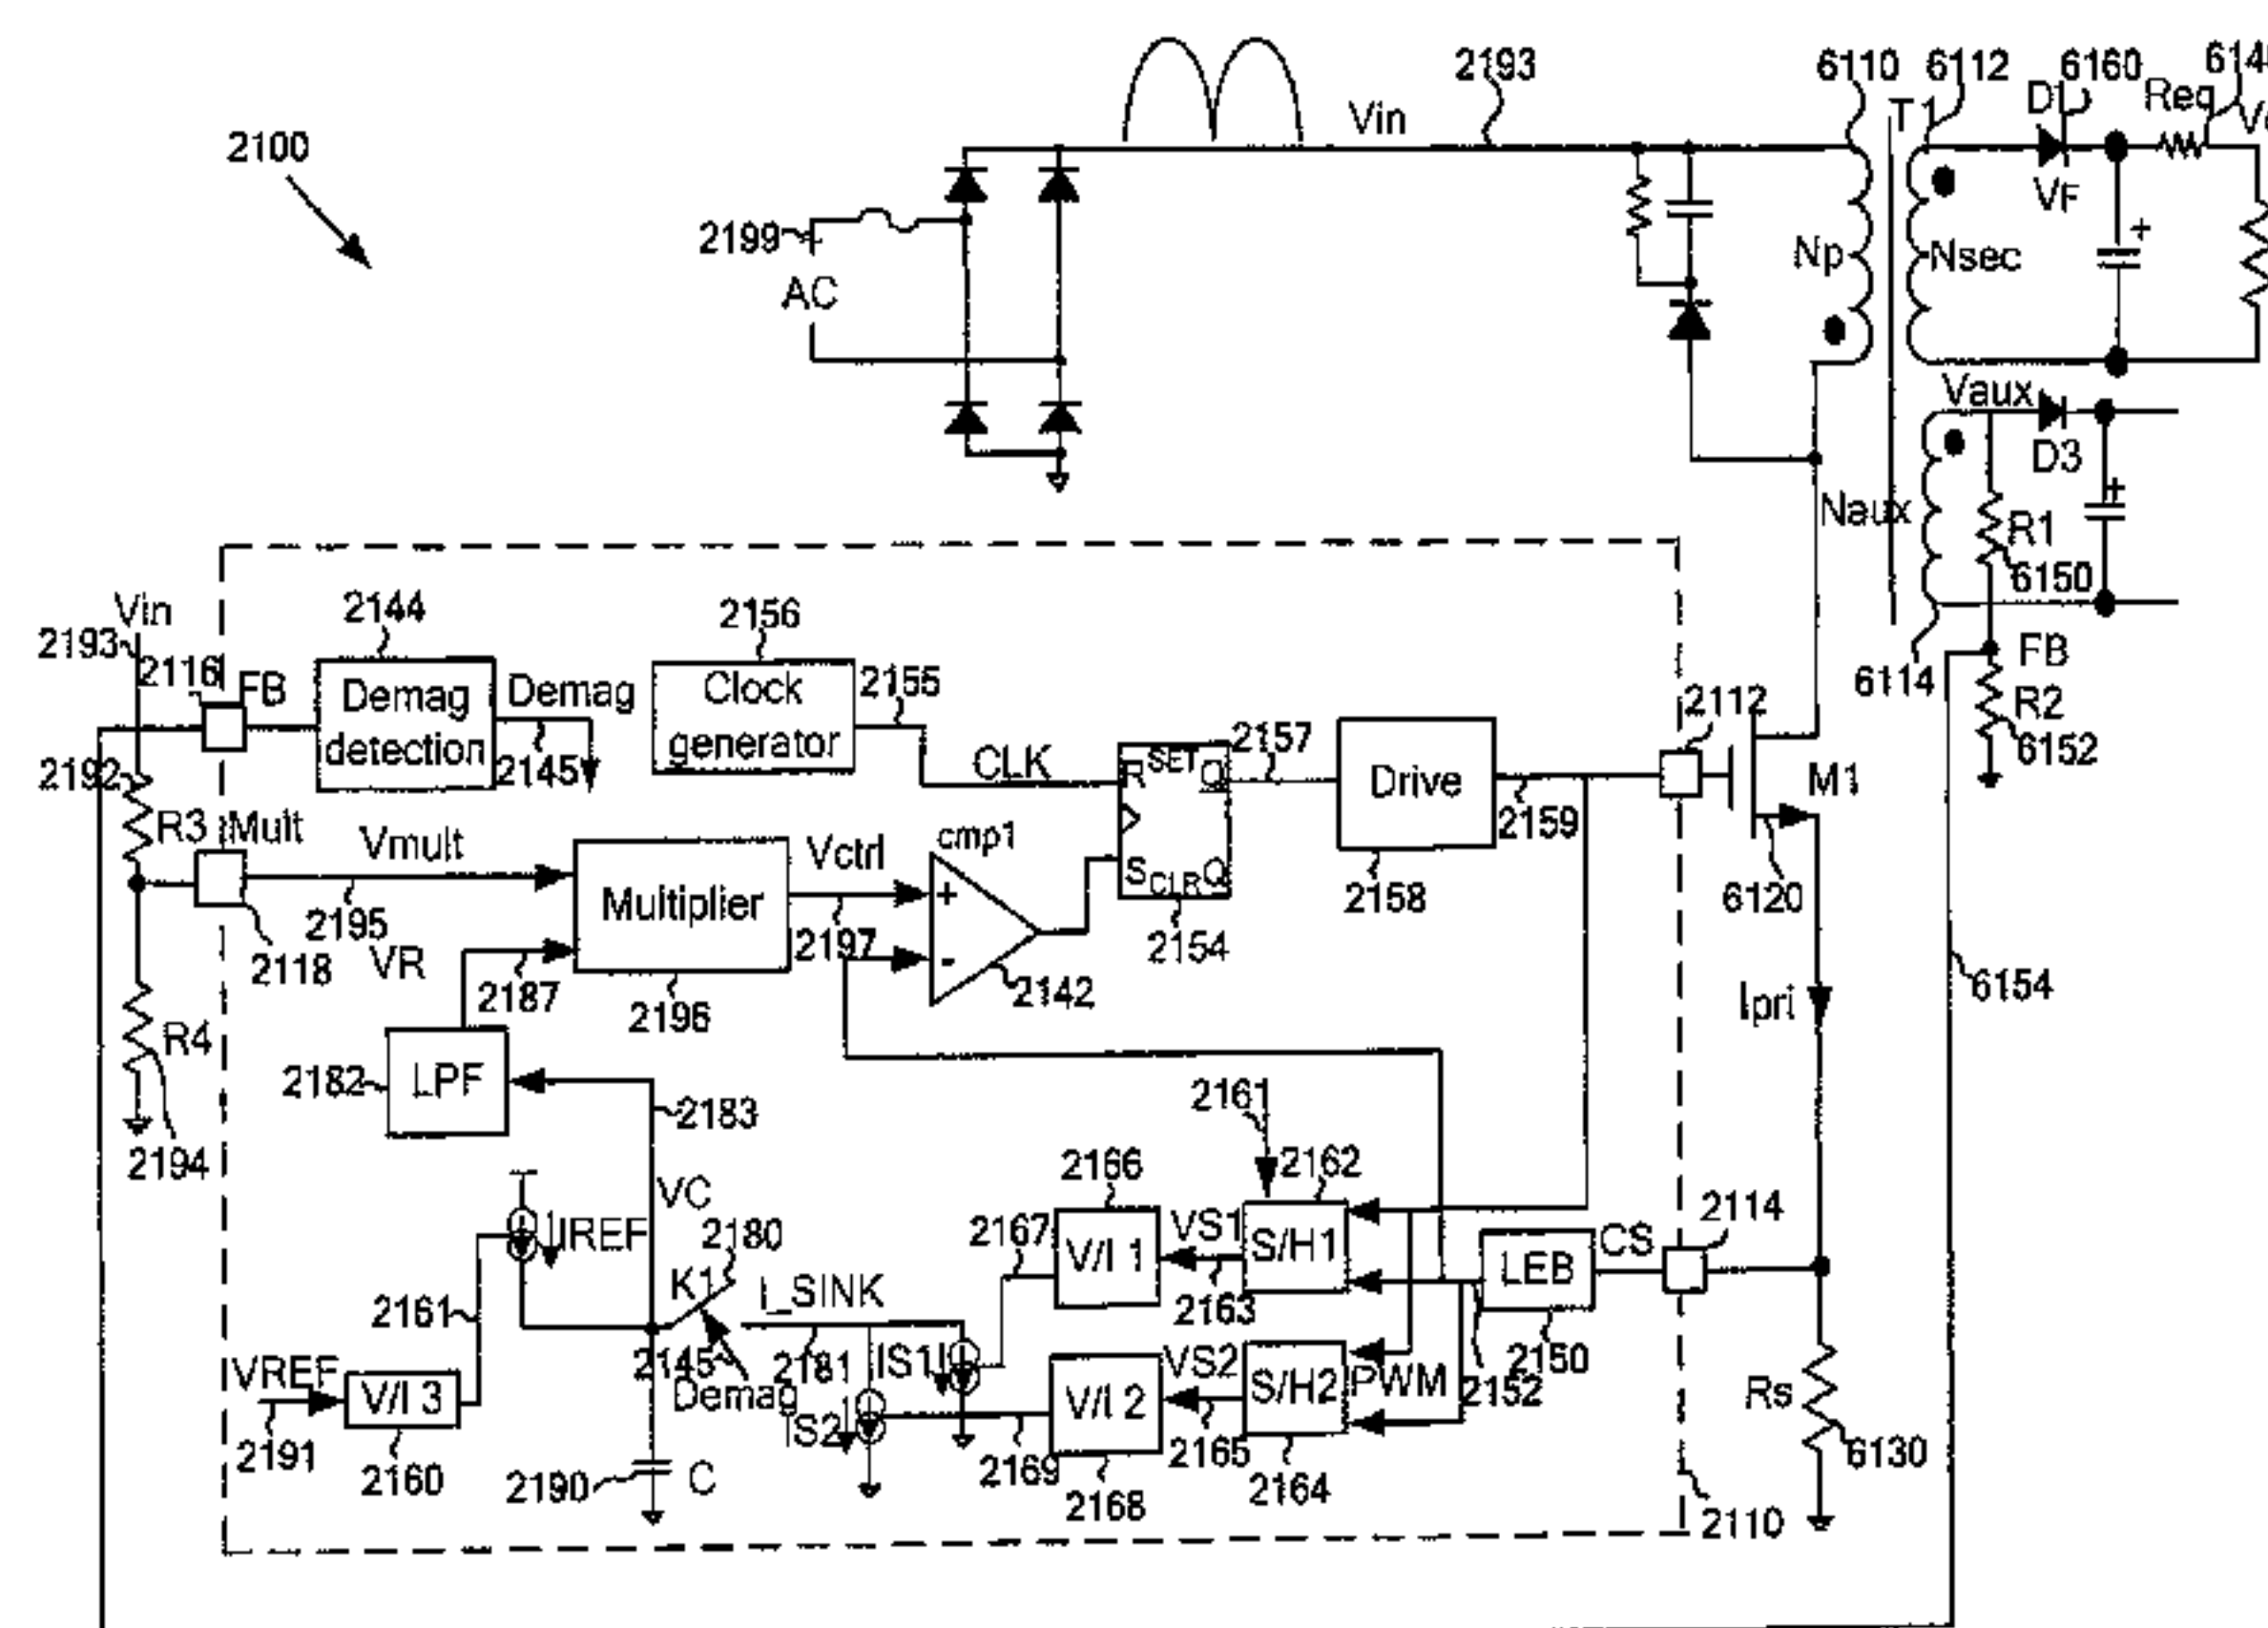 2100
2199
AC
Vin
2193
6110
6112
T1
D1
6160
Req
VF
Np
Nsec
Vaux
D3
Naux
R1
6150
6114
FB
R2
6152
6154
Vin
2193
2116
FB
2144
Demag
detection
Demag
2145
2156
Clock
generator
2155
CLK
R
SET
Q
S
CLR
Q
2154
2157
Drive
2158
2159
2112
M1
6120
2192
R3
Mult
Vmult
2195
2118
VR
2187
Multiplier
2196
Vctrl
2197
cmp1
+
-
2142
R4
2194
2182
LPF
2183
VC
IREF
2161
VREF
2191
V/I 3
2160
2190
C
K1
2180
2145
Demag
I_SINK
2181
IS1
IS2
2167
2166
V/I 1
VS1
2163
2161
2162
S/H1
2169
V/I 2
2168
VS2
2165
S/H2
2164
PWM
2152
LEB
2150
CS
2114
Ipri
Rs
6130
2110
+
+